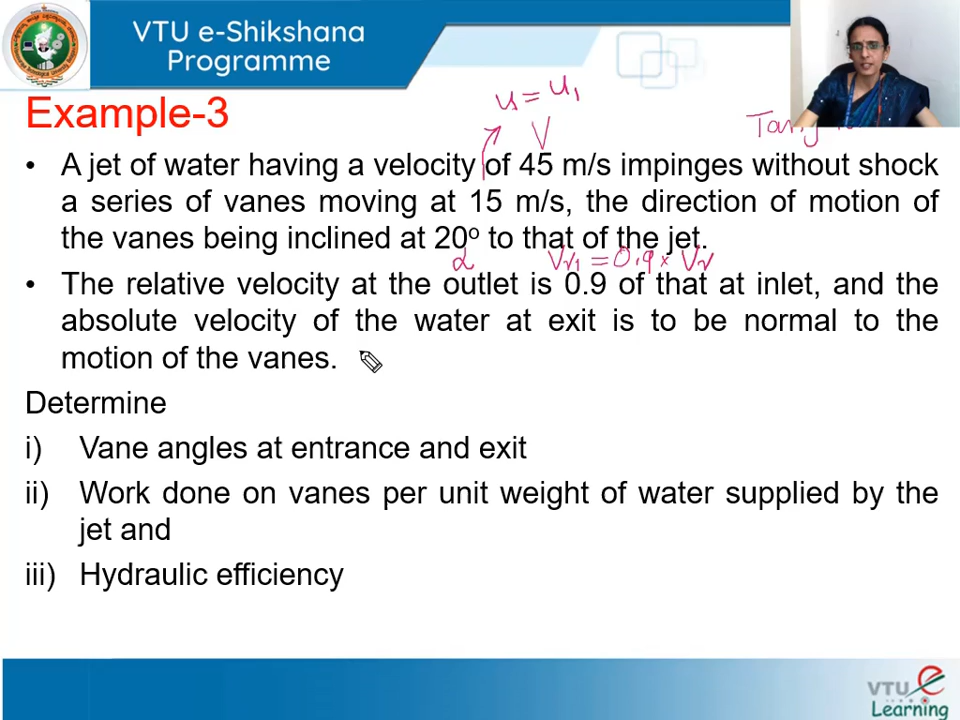 VTU e-Shikshana
Programme
Example-3
u = u₁
V
• A jet of water having a velocity of 45 m/s impinges without shock
a series of vanes moving at 15 m/s, the direction of motion of
the vanes being inclined at 20º to that of the jet.
α Vr₁ = 0.9 × Vr
• The relative velocity at the outlet is 0.9 of that at inlet, and the
absolute velocity of the water at exit is to be normal to the
motion of the vanes.
Determine
i) Vane angles at entrance and exit
ii) Work done on vanes per unit weight of water supplied by the
jet and
iii) Hydraulic efficiency
VTU e
Learning